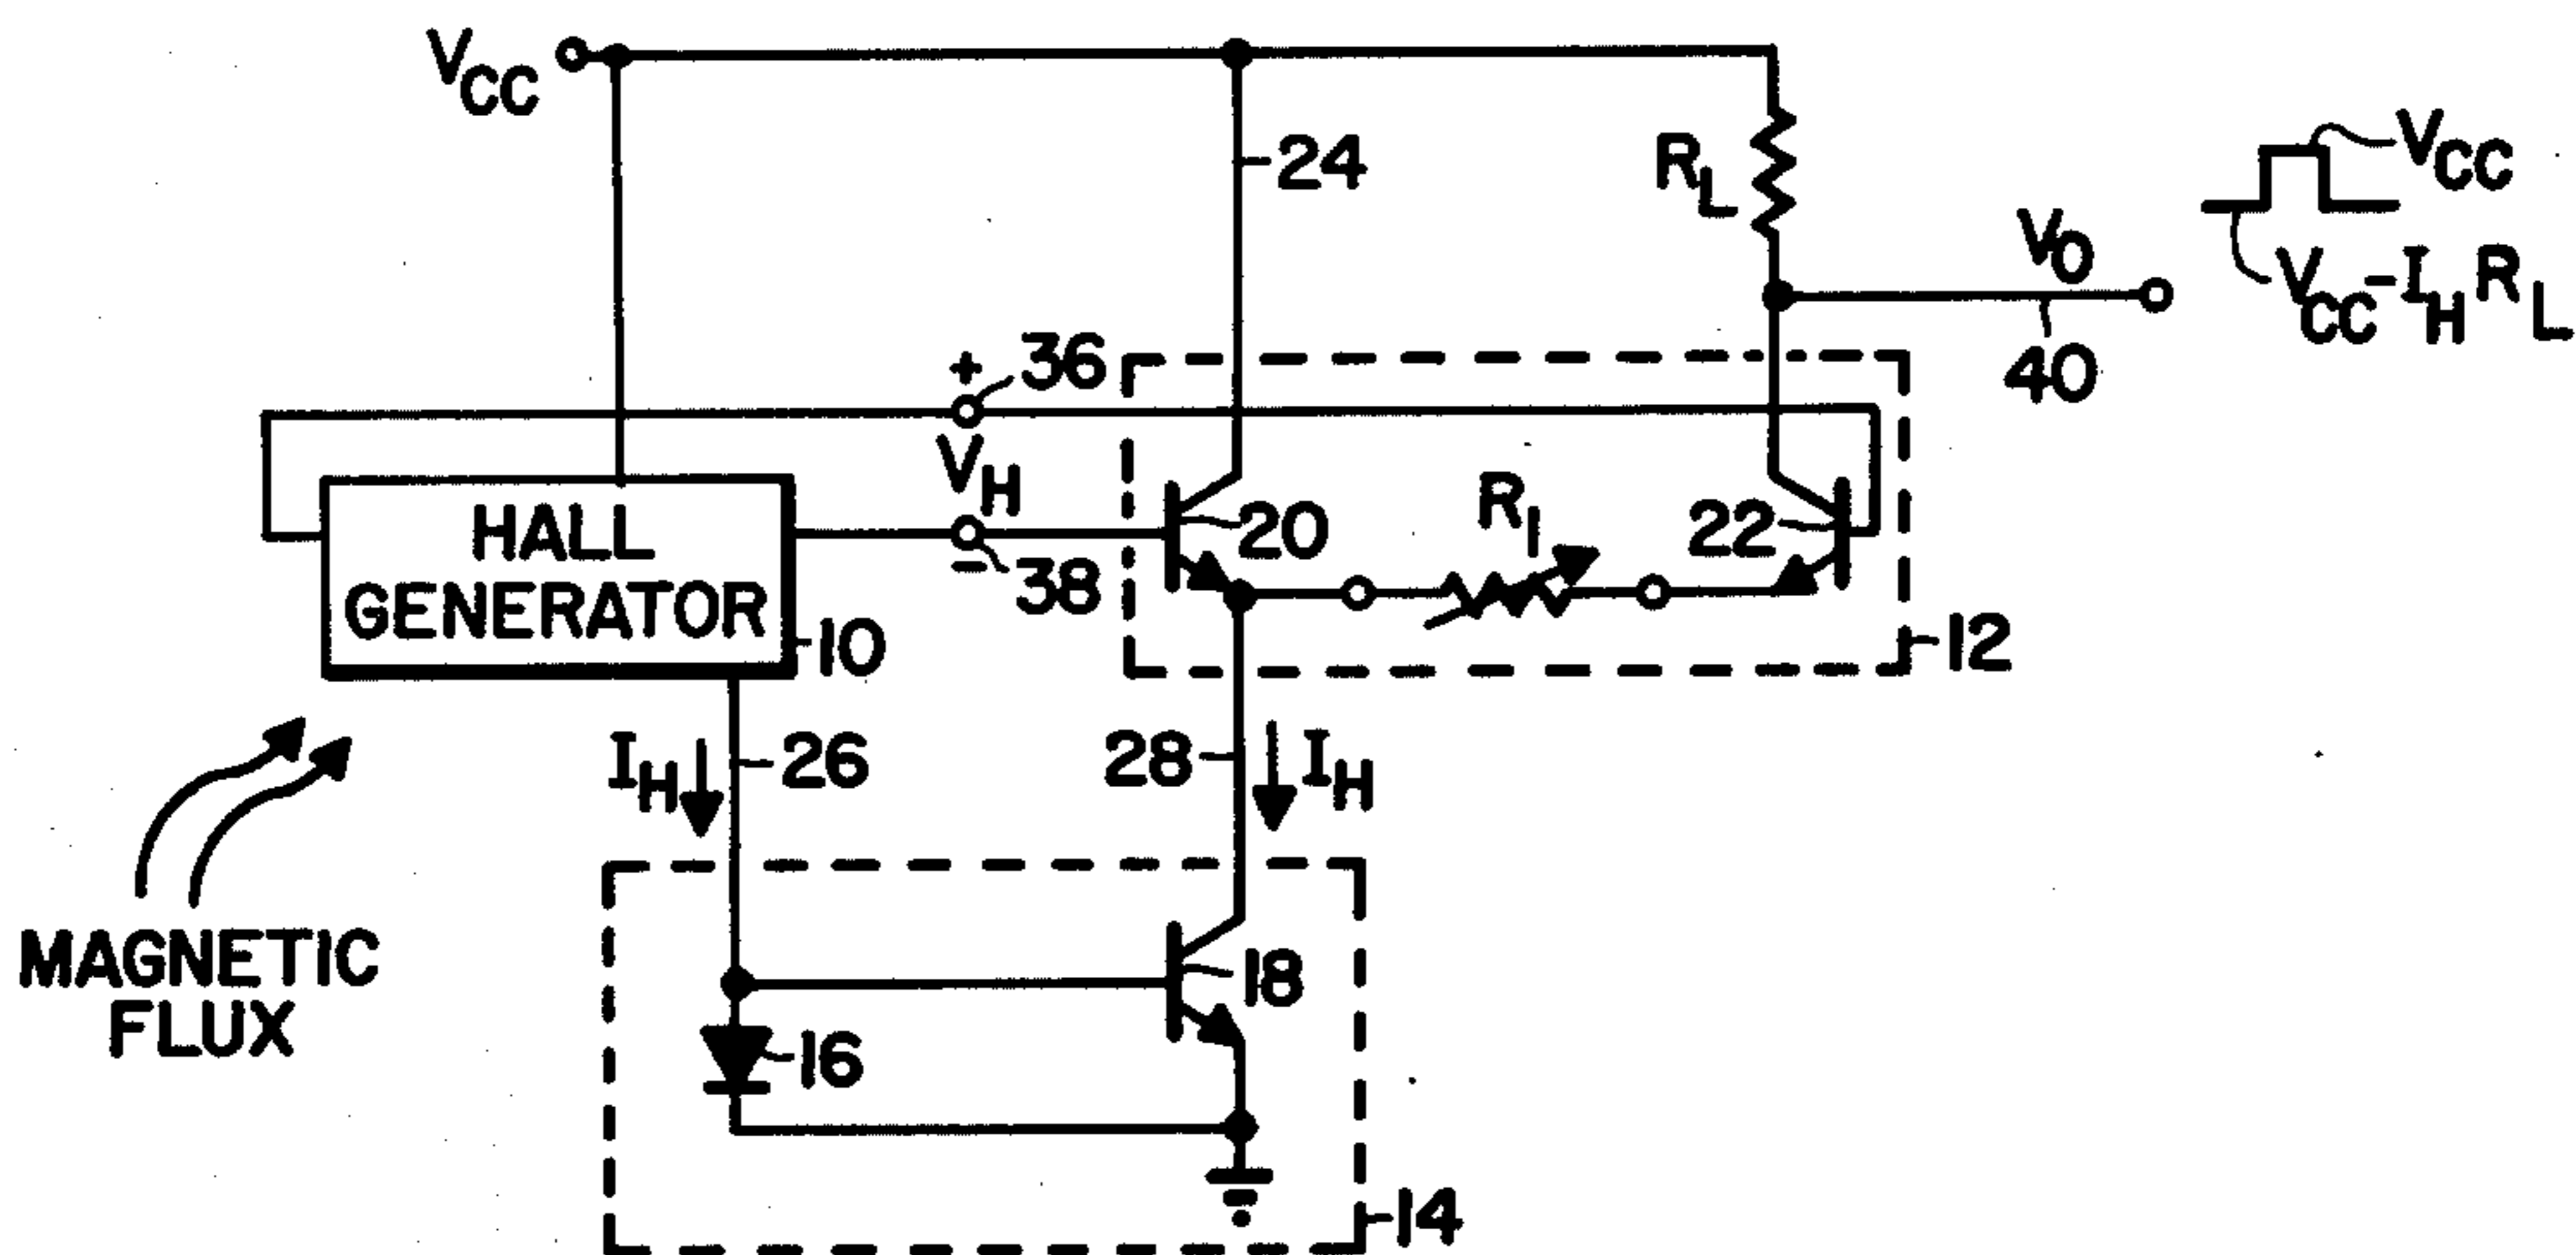 VCC
24
RL
VCC
VO
VCC-IHRL
40
+ 36
VH
- 38
HALL
GENERATOR
10
20
R1
22
12
IH
26
28
IH
MAGNETIC
FLUX
18
16
14